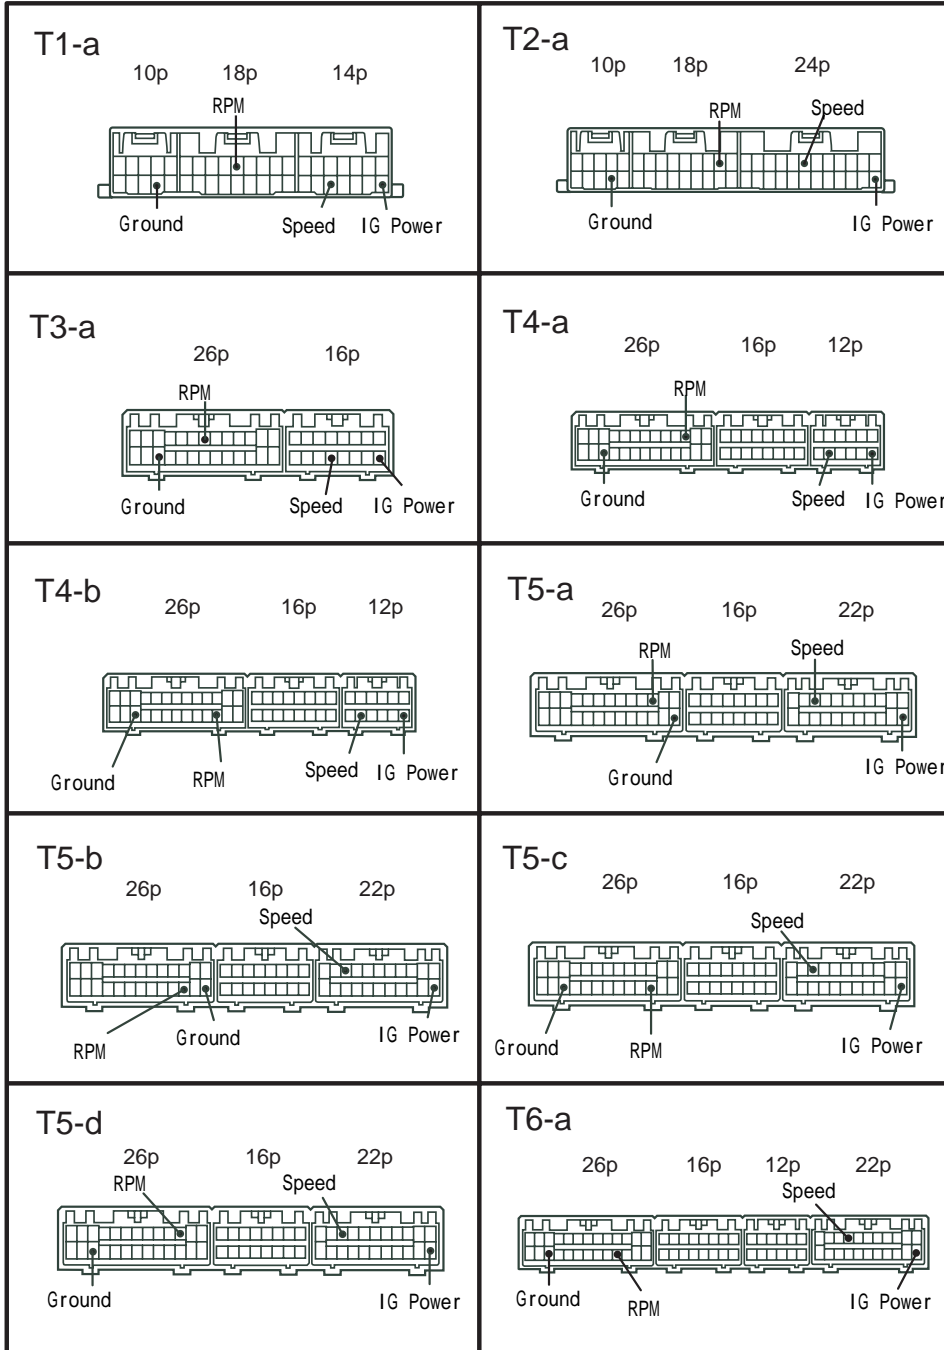 T1-a
10p 18p 14p
RPM
Ground Speed IG Power
T2-a
10p 18p 24p
RPM Speed
Ground IG Power
T3-a
26p 16p
RPM
Ground Speed IG Power
T4-a
26p 16p 12p
RPM
Ground Speed IG Power
T4-b
26p 16p 12p
Ground RPM Speed IG Power
T5-a
26p 16p 22p
RPM Speed
Ground IG Power
T5-b
26p 16p 22p
Speed
RPM Ground IG Power
T5-c
26p 16p 22p
Speed
Ground RPM IG Power
T5-d
26p 16p 22p
RPM Speed
Ground IG Power
T6-a
26p 16p 12p 22p
Speed
Ground RPM IG Power